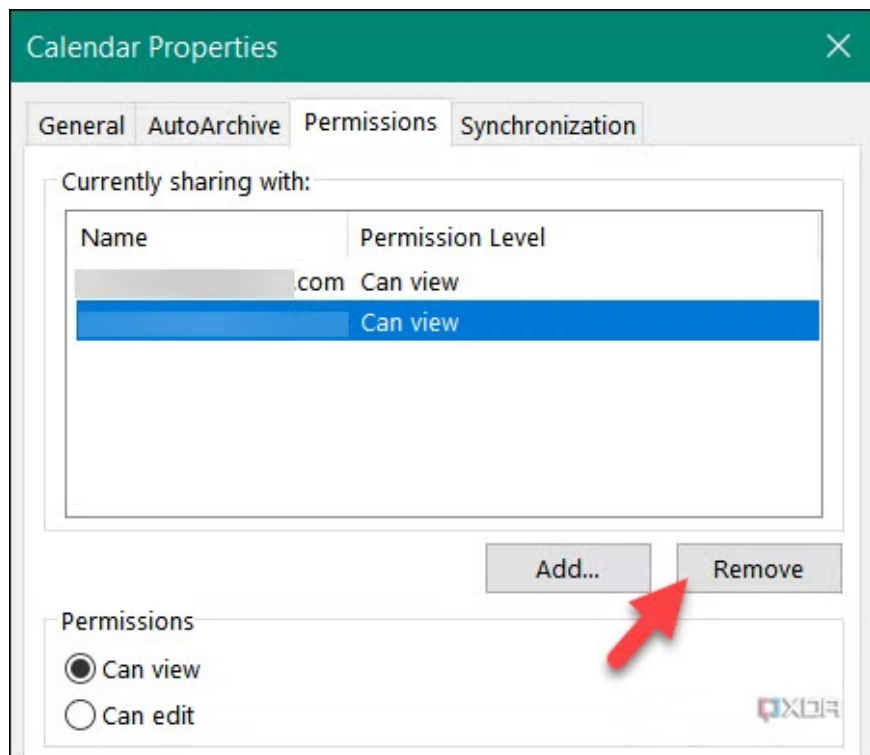 Calendar Properties
General AutoArchive Permissions Synchronization
Currently sharing with:
Name Permission Level
.com Can view
Can view
Add... Remove
Permissions
Can view
Can edit
XDA